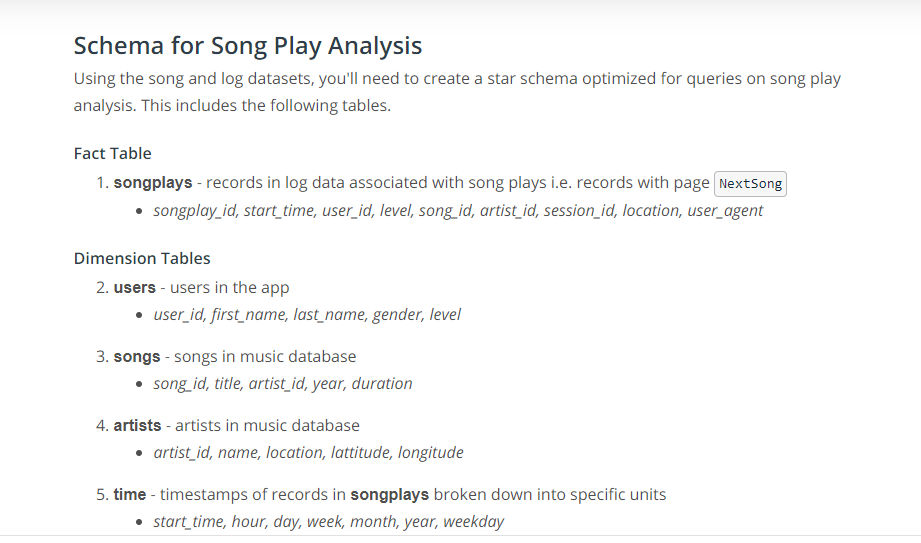 Schema for Song Play Analysis
Using the song and log datasets, you'll need to create a star schema optimized for queries on song play
analysis. This includes the following tables.
Fact Table
1. songplays - records in log data associated with song plays i.e. records with page NextSong
• songplay_id, start_time, user_id, level, song_id, artist_id, session_id, location, user_agent
Dimension Tables
2. users - users in the app
• user_id, first_name, last_name, gender, level
3. songs - songs in music database
• song_id, title, artist_id, year, duration
4. artists - artists in music database
• artist_id, name, location, lattitude, longitude
5. time - timestamps of records in songplays broken down into specific units
• start_time, hour, day, week, month, year, weekday